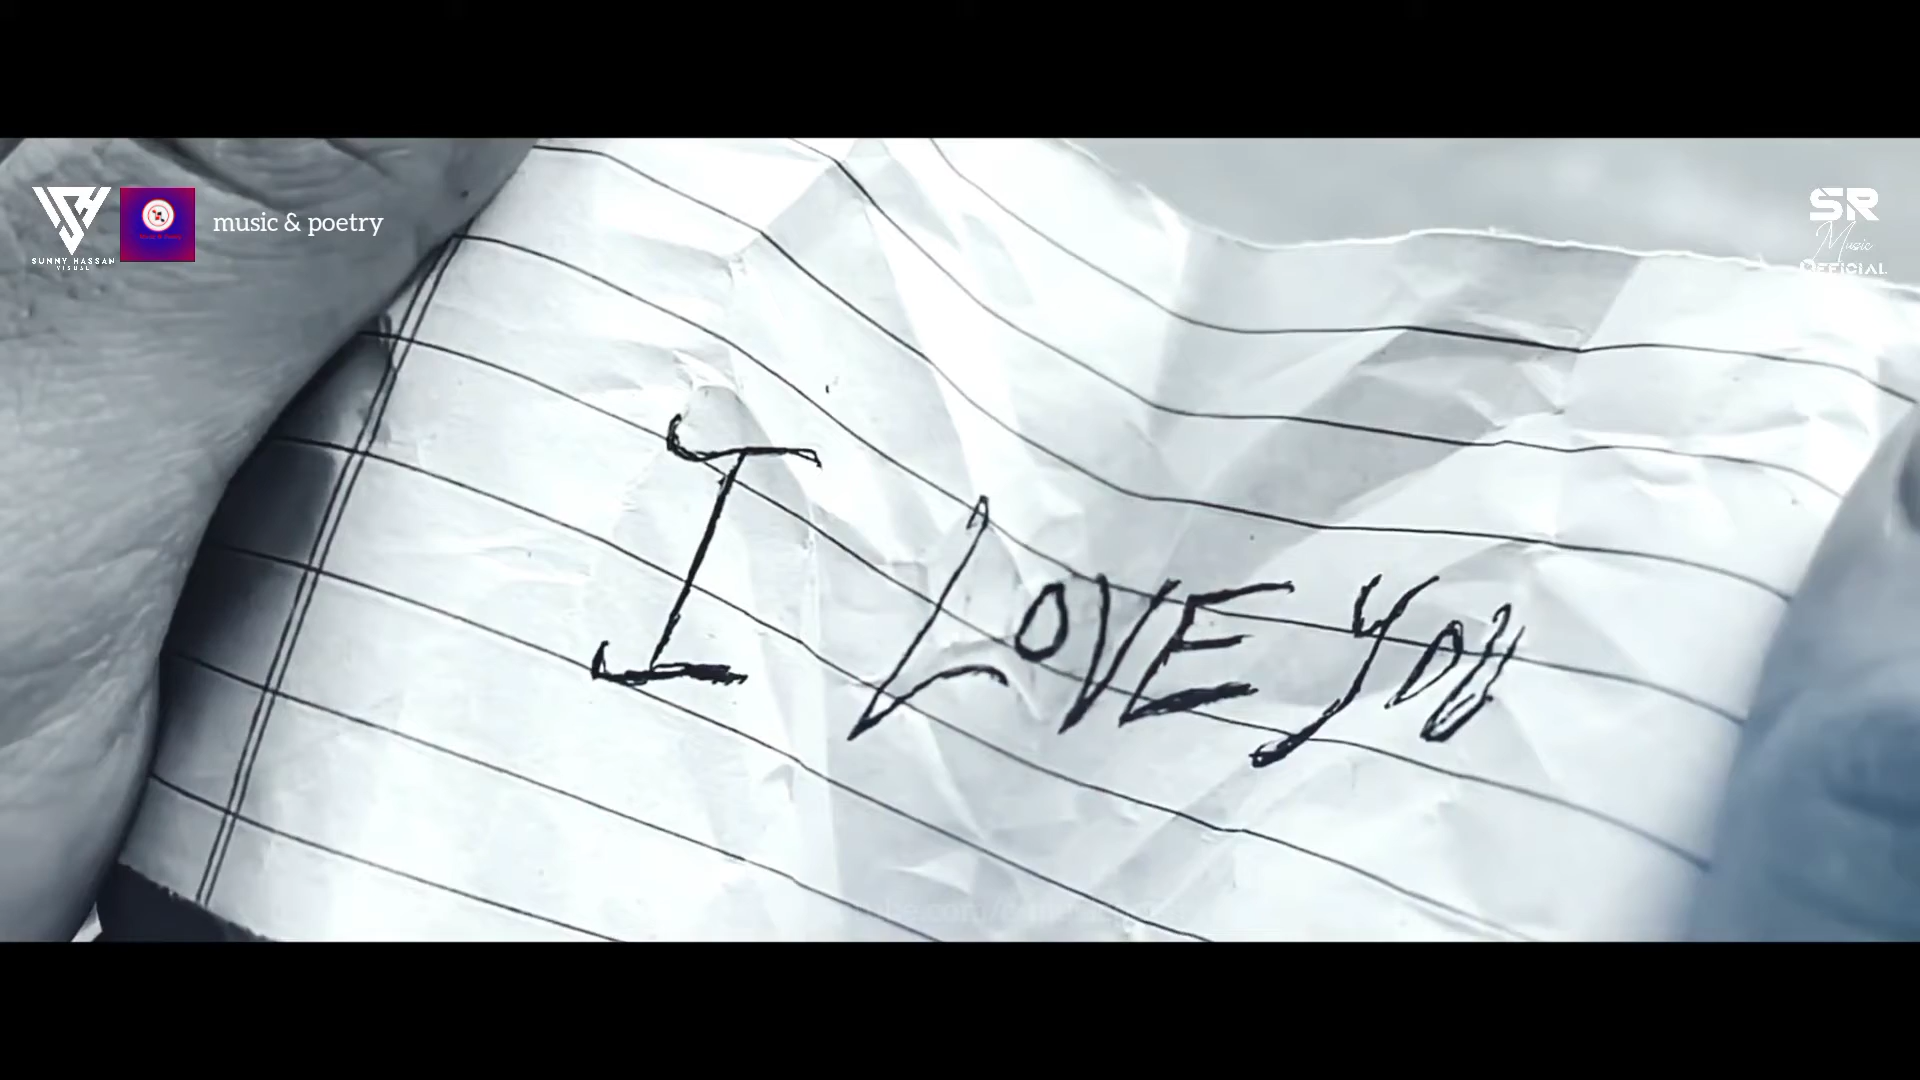 SUNNY HASSAN
VISUAL
music & poetry
SR
Music
OFFICIAL
I LOVE YOU